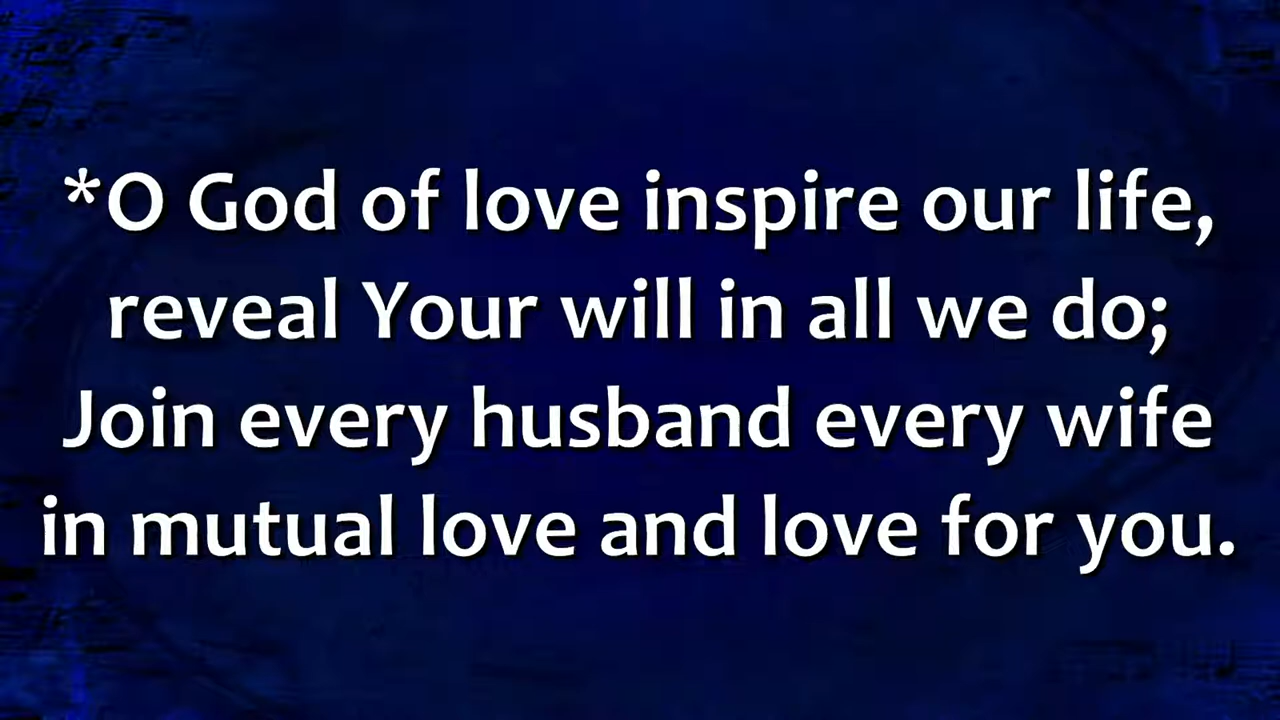 *O God of love inspire our life,
reveal Your will in all we do;
Join every husband every wife
in mutual love and love for you.